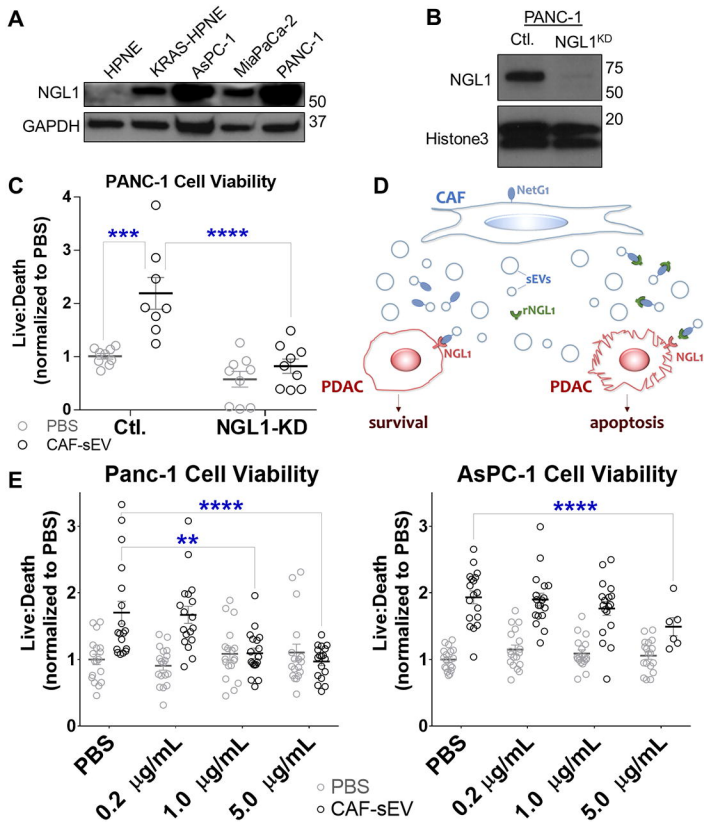 A
HPNE
KRAS-HPNE
AsPC-1
MiaPaCa-2
PANC-1
NGL1
50
GAPDH
37
B
PANC-1
Ctl.
NGL1KD
NGL1
75
50
Histone3
20
C
PANC-1 Cell Viability
Live:Death
(normalized to PBS)
4
3
2
1
0
***
****
Ctl.
NGL1-KD
PBS
CAF-sEV
D
CAF
NetG1
sEVs
rNGL1
NGL1
NGL1
PDAC
PDAC
survival
apoptosis
E
Panc-1 Cell Viability
Live:Death
(normalized to PBS)
3
2
1
0
****
**
PBS
0.2 µg/mL
1.0 µg/mL
5.0 µg/mL
AsPC-1 Cell Viability
Live:Death
(normalized to PBS)
3
2
1
0
****
PBS
0.2 µg/mL
1.0 µg/mL
5.0 µg/mL
PBS
CAF-sEV